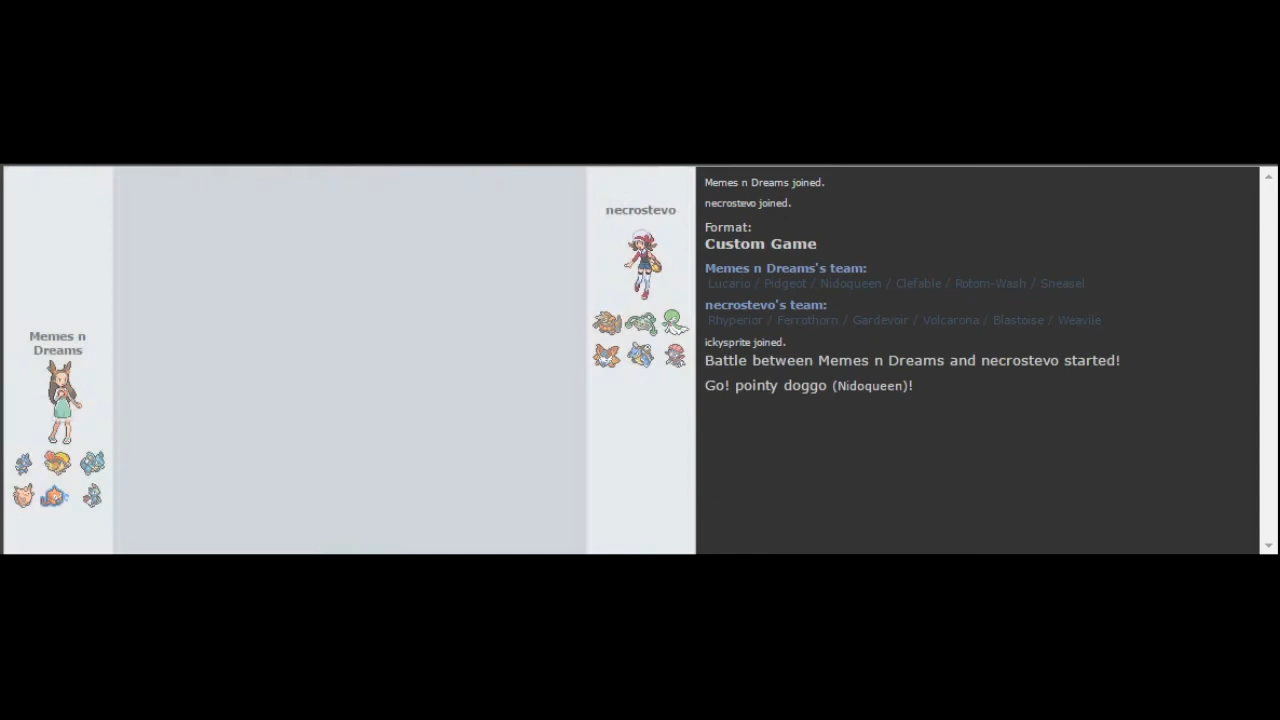 Memes n Dreams joined.
necrostevo joined.
Format:
Custom Game
Memes n Dreams's team:
Lucario / Pidgeot / Nidoqueen / Clefable / Rotom-Wash / Sneasel
necrostevo's team:
Rhyperior / Ferrothorn / Gardevoir / Volcarona / Blastoise / Weavile
ickysprite joined.
Battle between Memes n Dreams and necrostevo started!
Go! pointy doggo (Nidoqueen)!
necrostevo
Memes n
Dreams